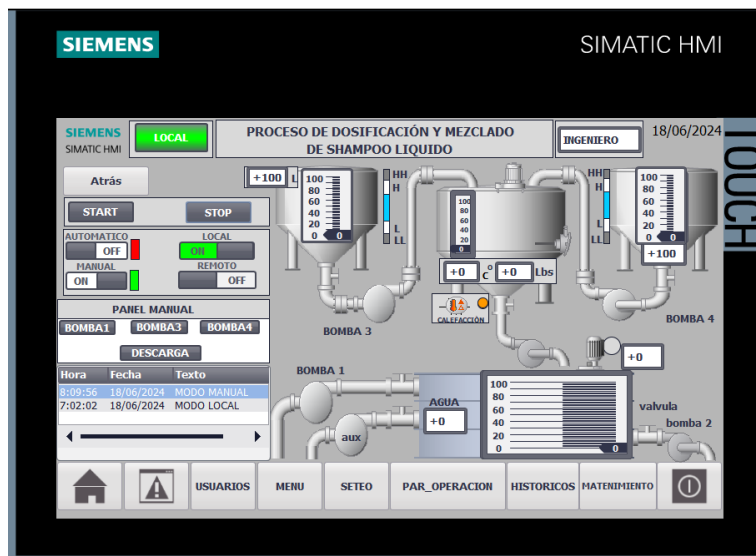 SIEMENS
SIMATIC HMI
TOUCH
SIEMENS
SIMATIC HMI
LOCAL
PROCESO DE DOSIFICACIÓN Y MEZCLADO
DE SHAMPOO LIQUIDO
INGENIERO
18/06/2024
Atrás
START
STOP
AUTOMATICO
OFF
LOCAL
ON
MANUAL
ON
REMOTO
OFF
PANEL MANUAL
BOMBA1
BOMBA3
BOMBA4
DESCARGA
Hora Fecha Texto
8:09:56 18/06/2024 MODO MANUAL
7:02:02 18/06/2024 MODO LOCAL
+100 L
100
80
60
40
20
0
0
HH
H
L
LL
BOMBA 3
100
80
60
40
20
0
0
+0 °C
+0 Lbs
CALEFACCIÓN
HH
H
L
LL
100
80
60
40
20
0
0
+100
BOMBA 4
+0
BOMBA 1
aux
AGUA
+0
100
80
60
40
20
0
0
valvula
bomba 2
USUARIOS
MENU
SETEO
PAR_OPERACION
HISTORICOS
MATENIMIENTO